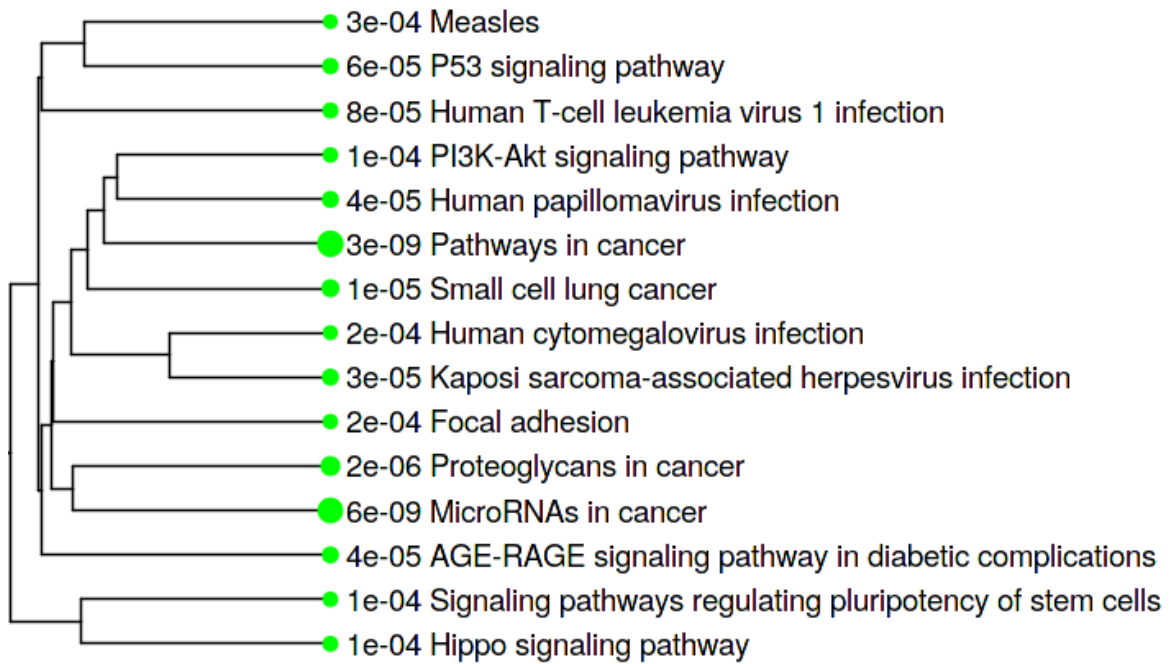 3e-04 Measles
6e-05 P53 signaling pathway
8e-05 Human T-cell leukemia virus 1 infection
1e-04 PI3K-Akt signaling pathway
4e-05 Human papillomavirus infection
3e-09 Pathways in cancer
1e-05 Small cell lung cancer
2e-04 Human cytomegalovirus infection
3e-05 Kaposi sarcoma-associated herpesvirus infection
2e-04 Focal adhesion
2e-06 Proteoglycans in cancer
6e-09 MicroRNAs in cancer
4e-05 AGE-RAGE signaling pathway in diabetic complications
1e-04 Signaling pathways regulating pluripotency of stem cells
1e-04 Hippo signaling pathway